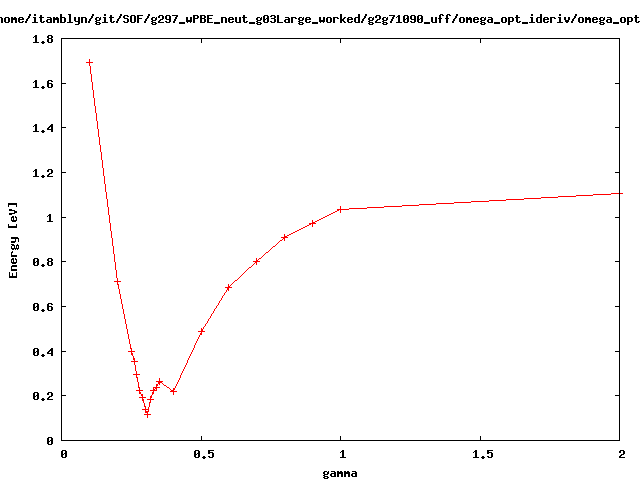 home/itamblyn/git/SOF/g297_wPBE_neut_g03Large_worked/g2g71090_uff/omega_opt_ideriv/omega_opt
1.8
1.6
1.4
1.2
1
0.8
0.6
0.4
0.2
0
Energy [eV]
0 0.5 1 1.5 2
gamma